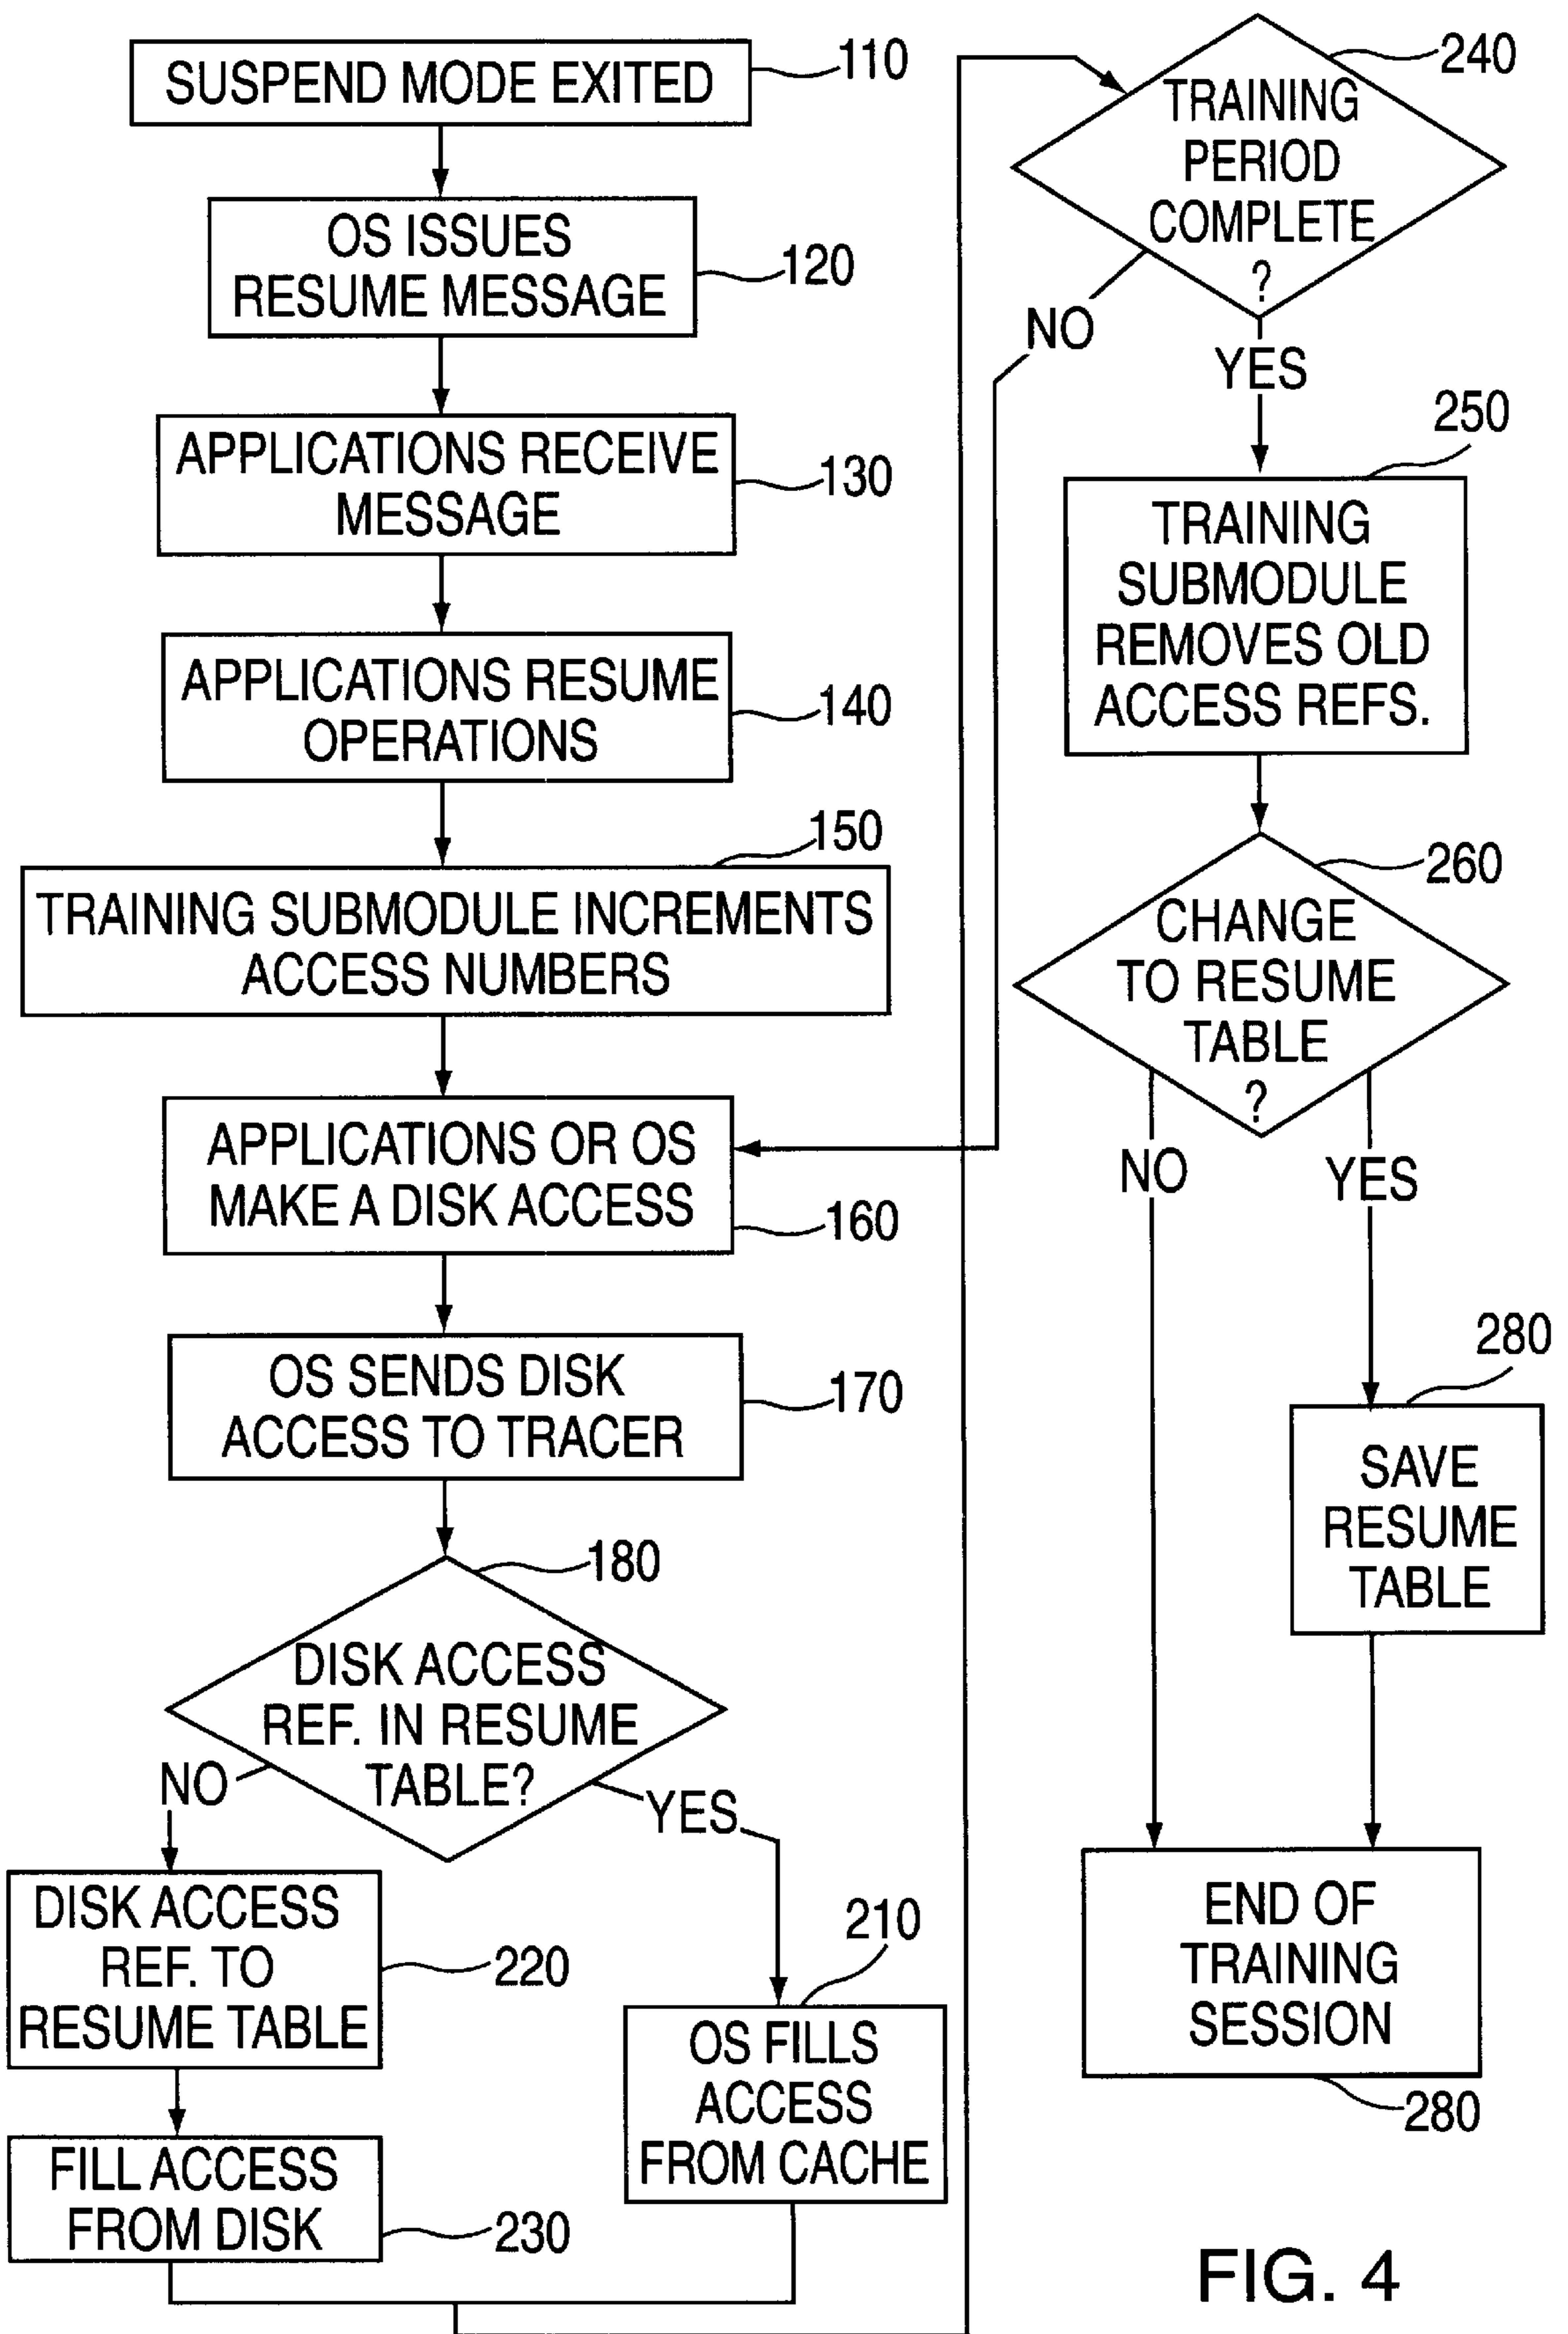 SUSPEND MODE EXITED
110
OS ISSUES
RESUME MESSAGE
120
APPLICATIONS RECEIVE
MESSAGE
130
APPLICATIONS RESUME
OPERATIONS
140
150
TRAINING SUBMODULE INCREMENTS
ACCESS NUMBERS
APPLICATIONS OR OS
MAKE A DISK ACCESS
160
OS SENDS DISK
ACCESS TO TRACER
170
180
DISK ACCESS
REF. IN RESUME
TABLE?
NO
YES
DISK ACCESS
REF. TO
RESUME TABLE
220
FILL ACCESS
FROM DISK
230
210
OS FILLS
ACCESS
FROM CACHE
240
TRAINING
PERIOD
COMPLETE
?
NO
YES
250
TRAINING
SUBMODULE
REMOVES OLD
ACCESS REFS.
260
CHANGE
TO RESUME
TABLE
?
NO
YES
280
SAVE
RESUME
TABLE
END OF
TRAINING
SESSION
280
FIG. 4